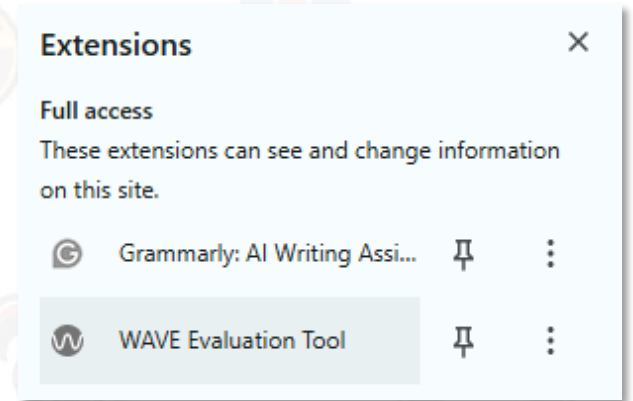 Extensions
Full access
These extensions can see and change information
on this site.
Grammarly: AI Writing Assi...
WAVE Evaluation Tool